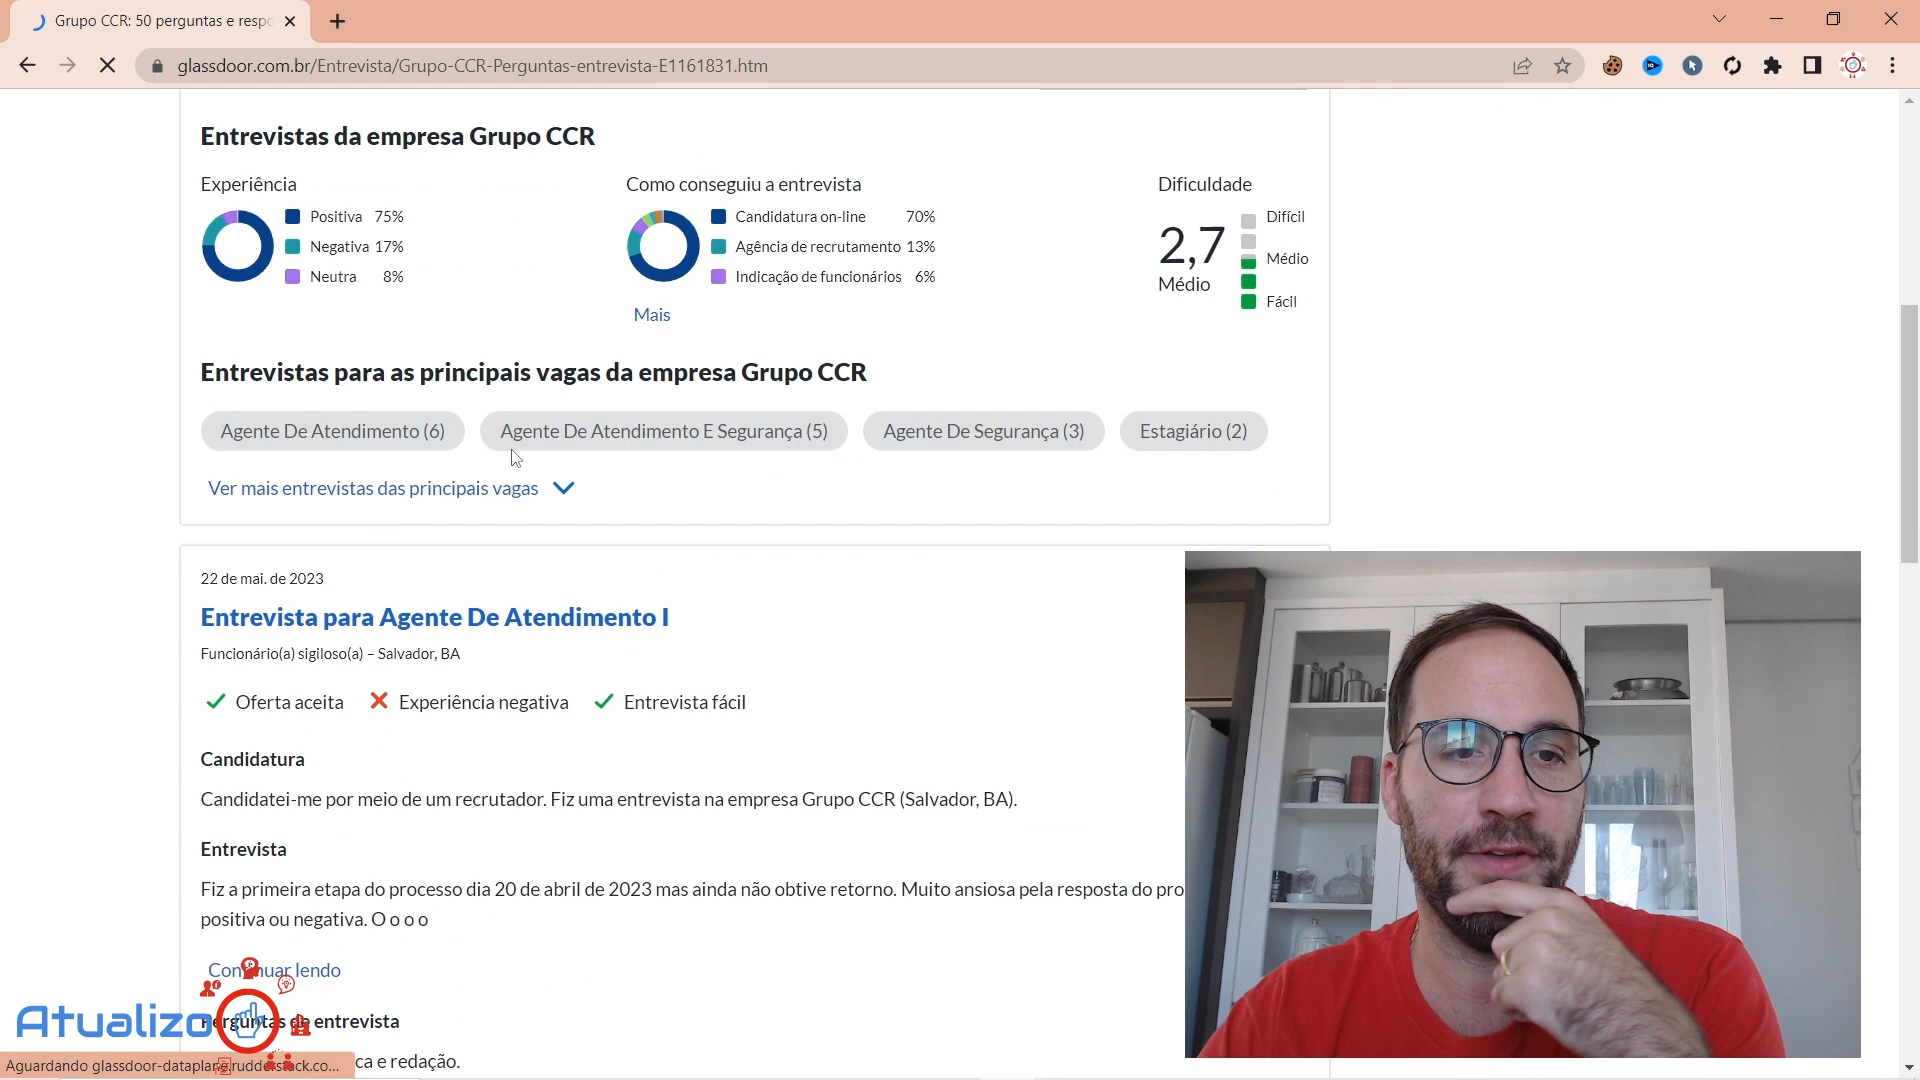 Grupo CCR: 50 perguntas e respo
glassdoor.com.br/Entrevista/Grupo-CCR-Perguntas-entrevista-E1161831.htm
Entrevistas da empresa Grupo CCR
Experiência
Positiva 75%
Negativa 17%
Neutra 8%
Como conseguiu a entrevista
Candidatura on-line 70%
Agência de recrutamento 13%
Indicação de funcionários 6%
Mais
Dificuldade
2,7
Médio
Difícil
Médio
Fácil
Entrevistas para as principais vagas da empresa Grupo CCR
Agente De Atendimento (6)
Agente De Atendimento E Segurança (5)
Agente De Segurança (3)
Estagiário (2)
Ver mais entrevistas das principais vagas
22 de mai. de 2023
Entrevista para Agente De Atendimento I
Funcionário(a) sigiloso(a) – Salvador, BA
Oferta aceita
Experiência negativa
Entrevista fácil
Candidatura
Candidatei-me por meio de um recrutador. Fiz uma entrevista na empresa Grupo CCR (Salvador, BA).
Entrevista
Fiz a primeira etapa do processo dia 20 de abril de 2023 mas ainda não obtive retorno. Muito ansiosa pela resposta do pro
positiva ou negativa. O o o o
Continuar lendo
Atualizo
Perguntas de entrevista
ca e redação.
Aguardando glassdoor-dataplane.rudderstack.co...